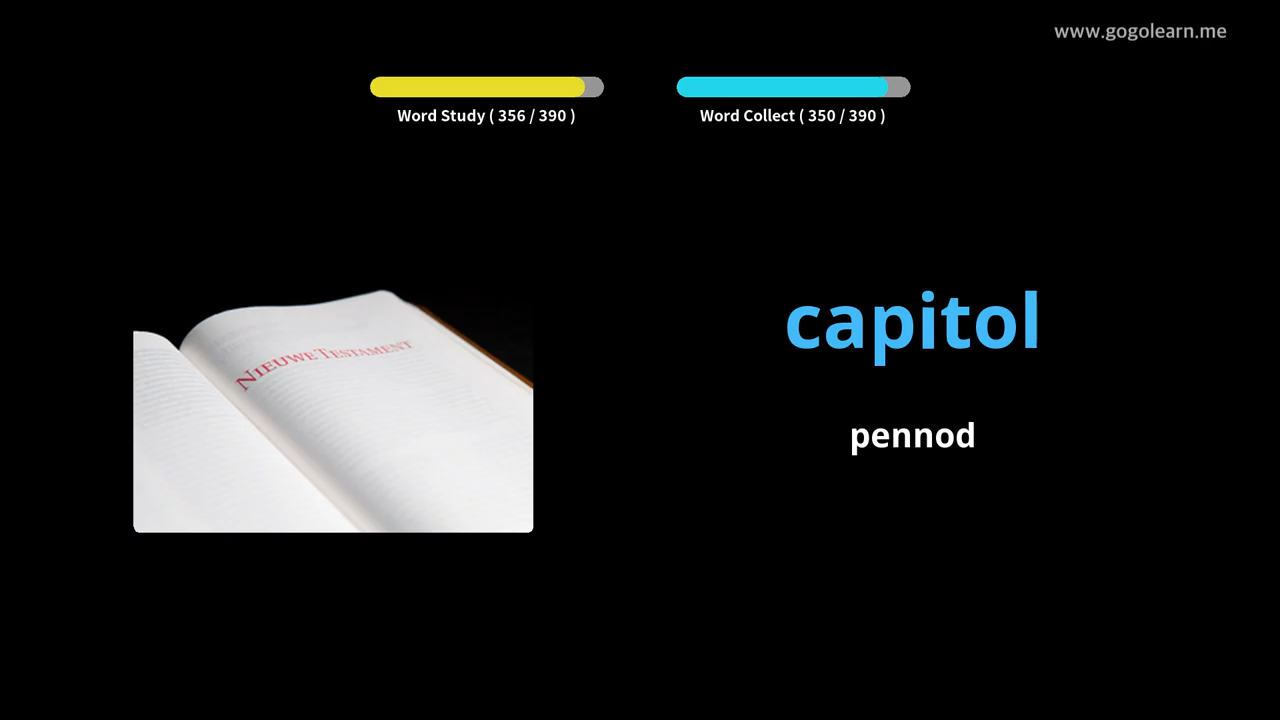 www.gogolearn.me
Word Study ( 356 / 390 )
Word Collect ( 350 / 390 )
NIEUWE TESTAMENT
capitol
pennod